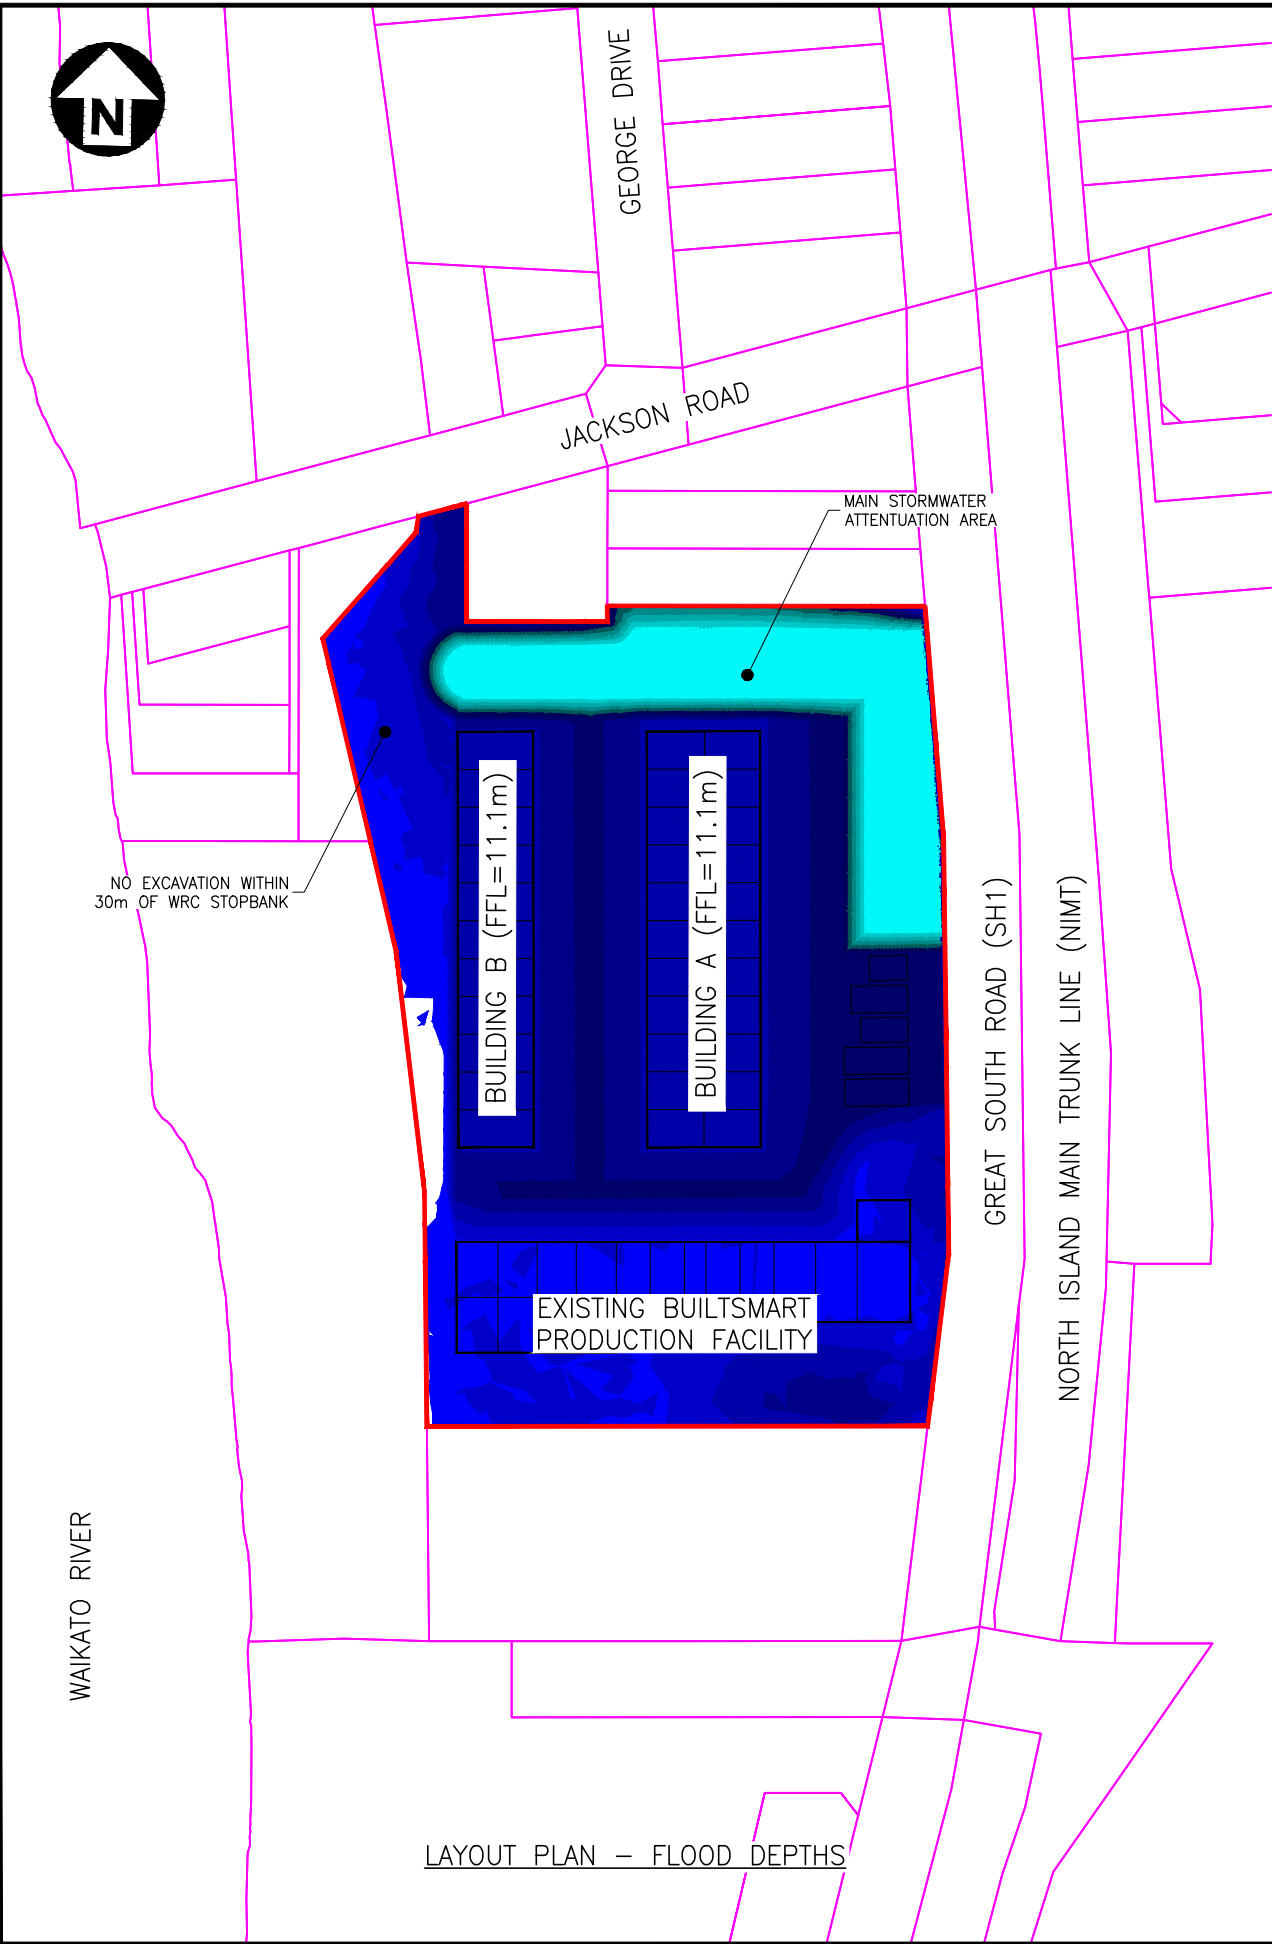 N
GEORGE DRIVE
JACKSON ROAD
MAIN STORMWATER
ATTENTUATION AREA
NO EXCAVATION WITHIN
30m OF WRC STOPBANK
BUILDING B (FFL=11.1m)
BUILDING A (FFL=11.1m)
GREAT SOUTH ROAD (SH1)
NORTH ISLAND MAIN TRUNK LINE (NIMT)
EXISTING BUILTSMART
PRODUCTION FACILITY
WAIKATO RIVER
LAYOUT PLAN – FLOOD DEPTHS